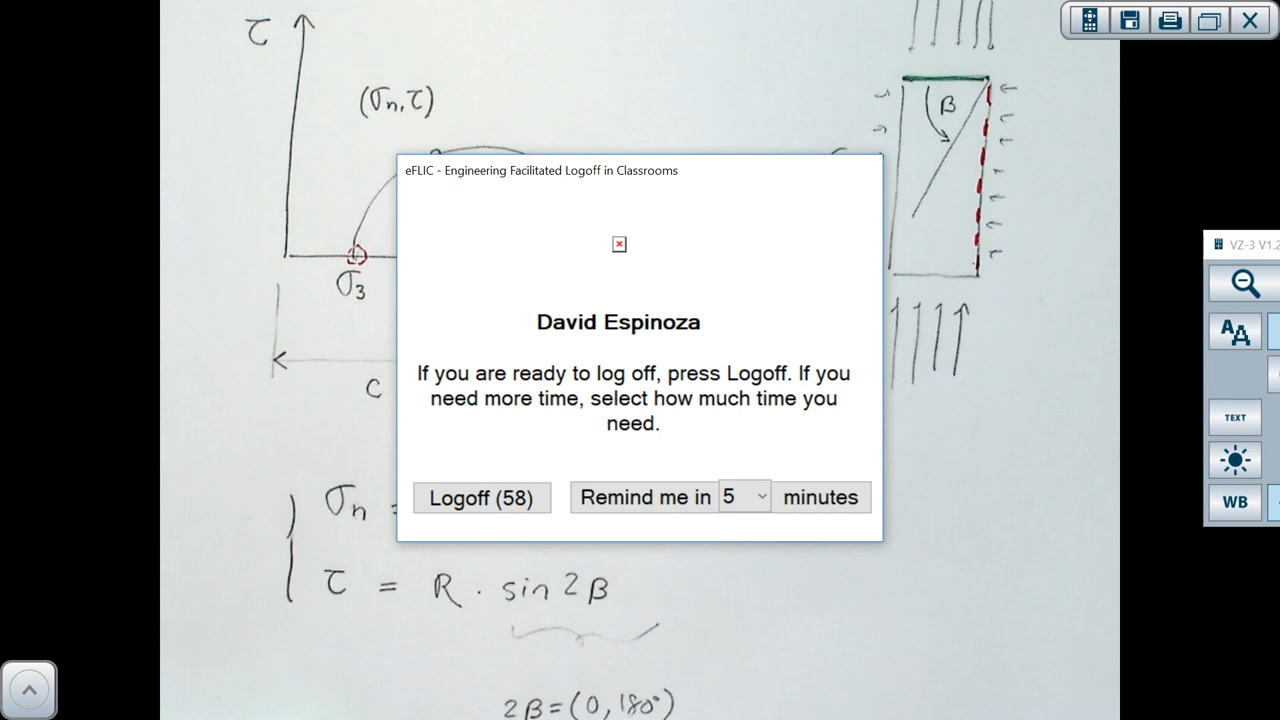 τ
(σn, τ)
β
eFLIC - Engineering Facilitated Logoff in Classrooms
VZ-3 V1.2
σ3
David Espinoza
If you are ready to log off, press Logoff. If you
need more time, select how much time you
need.
C
TEXT
Logoff (58)
Remind me in 5 minutes
WB
σn =
τ = R · sin 2β
2β = (0, 180°)